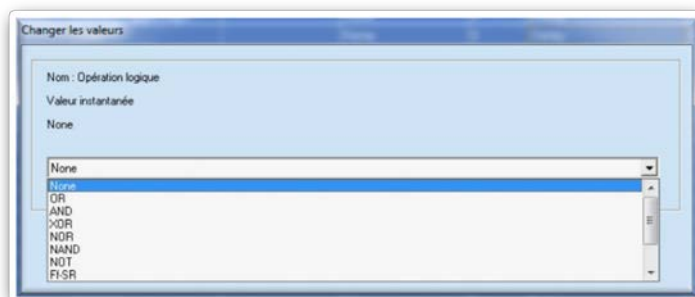 Changer les valeurs
Nom : Opération logique
Valeur instantanée
None
None
None
OR
AND
XOR
NOR
NAND
NOT
FI-SR